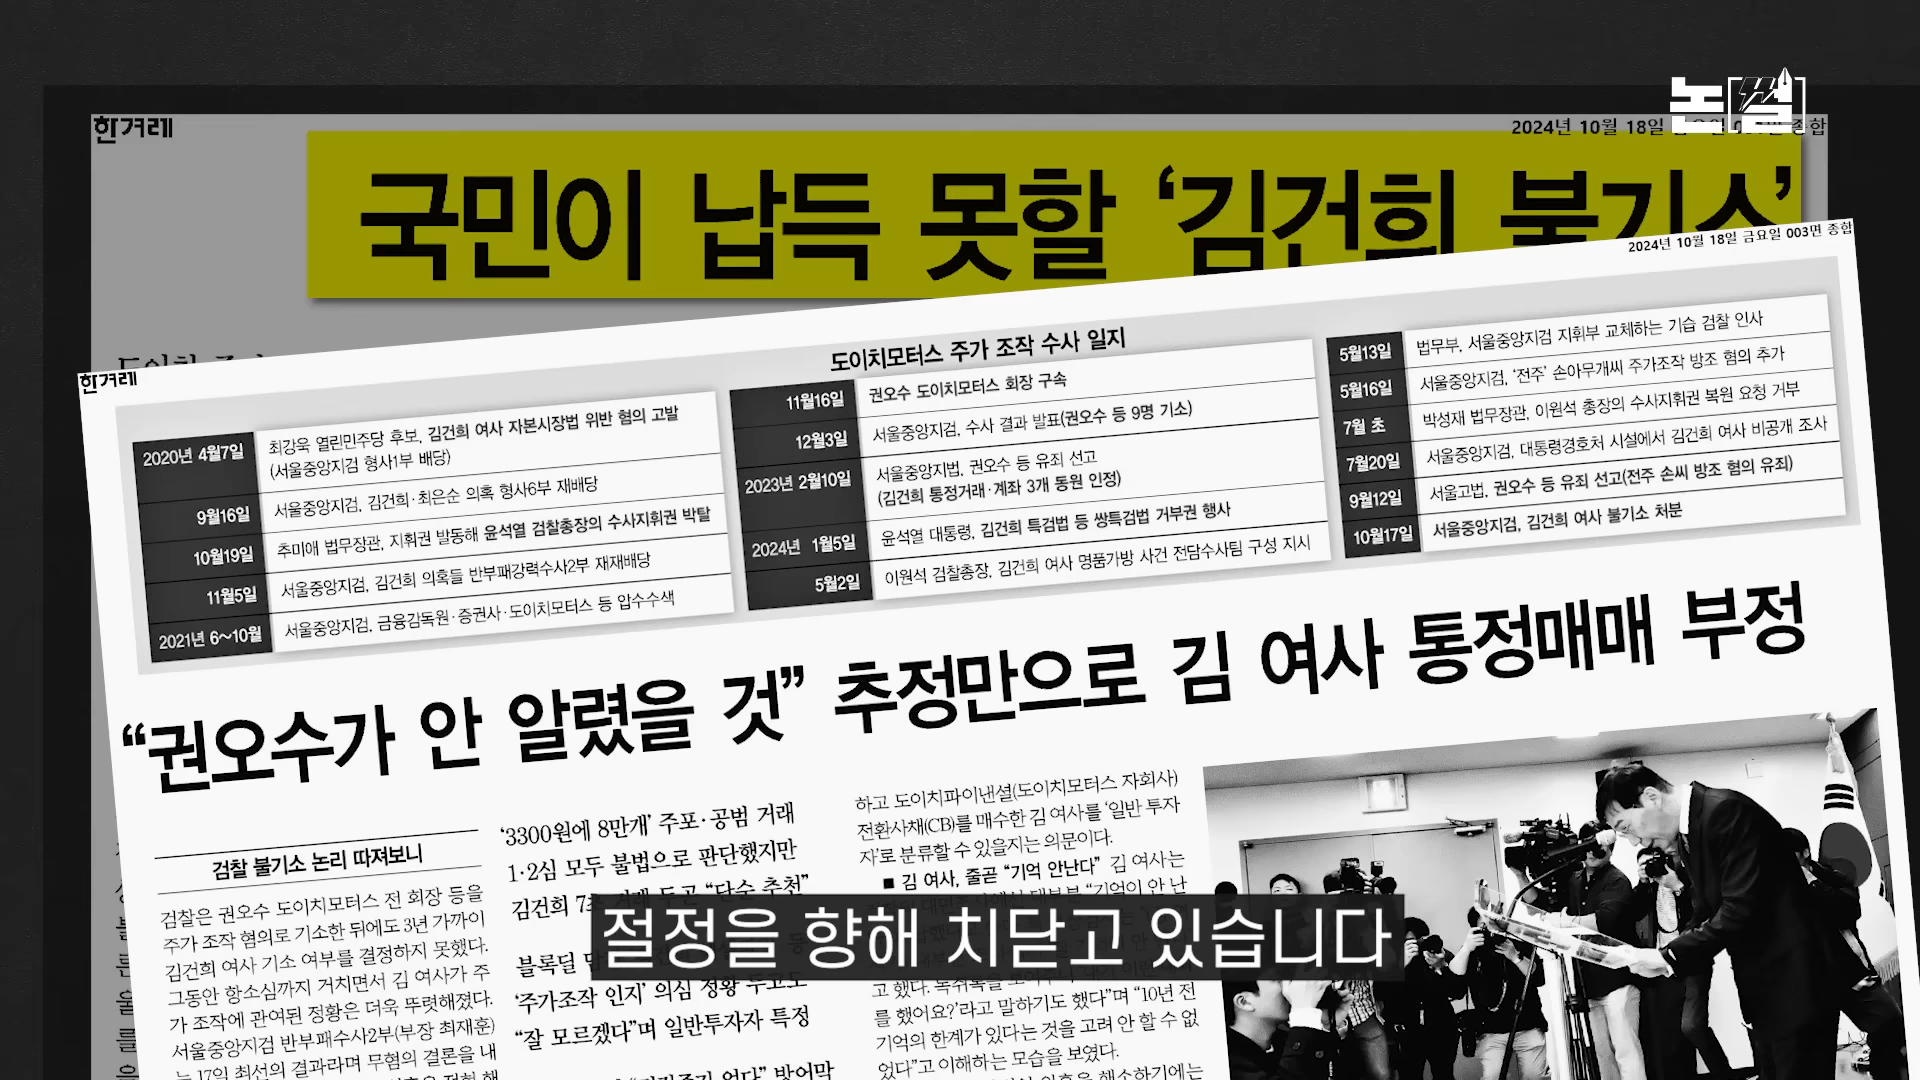 논[썰]
한겨레
2024년 10월 18일
종합
국민이 납득 못할 ‘김건희 불기소’
한겨레
2024년 10월 18일 금요일 003면 종합
도이치모터스 주가 조작 수사 일지
2020년 4월7일 최강욱 열린민주당 후보, 김건희 여사 자본시장법 위반 혐의 고발
(서울중앙지검 형사1부 배당)
9월16일 서울중앙지검, 김건희·최은순 의혹 형사6부 재배당
10월19일 추미애 법무장관, 지휘권 발동해 윤석열 검찰총장의 수사지휘권 박탈
11월5일 서울중앙지검, 김건희 의혹들 반부패강력수사2부 재재배당
2021년 6~10월 서울중앙지검, 금융감독원·증권사·도이치모터스 등 압수수색
11월16일 권오수 도이치모터스 회장 구속
12월3일 서울중앙지검, 수사 결과 발표(권오수 등 9명 기소)
2023년 2월10일 서울중앙지법, 권오수 등 유죄 선고
(김건희 통정거래·계좌 3개 동원 인정)
2024년 1월5일 윤석열 대통령, 김건희 특검법 등 쌍특검법 거부권 행사
5월2일 이원석 검찰총장, 김건희 여사 명품가방 사건 전담수사팀 구성 지시
5월13일 법무부, 서울중앙지검 지휘부 교체하는 기습 검찰 인사
5월16일 서울중앙지검, ‘전주’ 손아무개씨 주가조작 방조 혐의 추가
7월 초 박성재 법무장관, 이원석 총장의 수사지휘권 복원 요청 거부
7월20일 서울중앙지검, 대통령경호처 시설에서 김건희 여사 비공개 조사
9월12일 서울고법, 권오수 등 유죄 선고(전주 손씨 방조 혐의 유죄)
10월17일 서울중앙지검, 김건희 여사 불기소 처분
“권오수가 안 알렸을 것” 추정만으로 김 여사 통정매매 부정
검찰 불기소 논리 따져보니
검찰은 권오수 도이치모터스 전 회장 등을
주가 조작 혐의로 기소한 뒤에도 3년 가까이
김건희 여사 기소 여부를 결정하지 못했다.
그동안 항소심까지 거치면서 김 여사가 주
가 조작에 관여된 정황은 더욱 뚜렷해졌다.
서울중앙지검 반부패수사2부(부장 최재훈)
는 17일 최선의 결과라며 무혐의 결론을 내
‘3300원에 8만개’ 주포·공범 거래
1·2심 모두 불법으로 판단했지만
김건희 7초 거래 두고 “단순 추천”
블록딜
‘주가조작 인지’ 의심 정황 두고도
“잘 모르겠다”며 일반투자자 특정
하고 도이치파이낸셜(도이치모터스 자회사)
전환사채(CB)를 매수한 김 여사를 ‘일반 투자
자’로 분류할 수 있을지는 의문이다.
■ 김 여사, 줄곧 “기억 안난다” 김 여사는
고 했다. 녹취록을
를 했어요?’라고 말하기도 했다”며 “10년 전
기억의 한계가 있다는 것을 고려 안 할 수 없
었다”고 이해하는 모습을 보였다.
절정을 향해 치닫고 있습니다